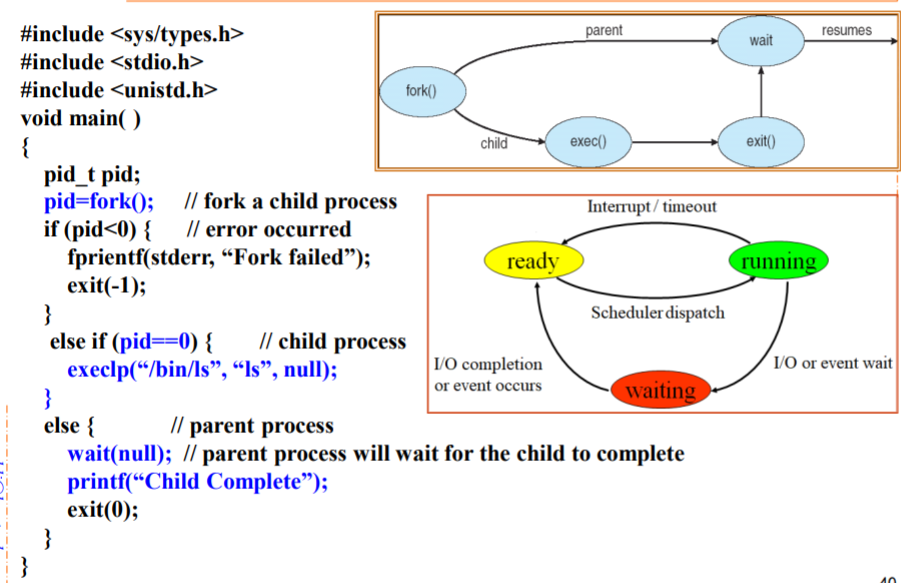 #include <sys/types.h>
#include <stdio.h>
#include <unistd.h>
void main( )
{
pid_t pid;
pid=fork(); // fork a child process
if (pid<0) { // error occurred
fprientf(stderr, “Fork failed”);
exit(-1);
}
else if (pid==0) { // child process
execlp(“/bin/ls”, “ls”, null);
}
else { // parent process
wait(null); // parent process will wait for the child to complete
printf(“Child Complete”);
exit(0);
}
}
parent
wait
resumes
fork()
child
exec()
exit()
Interrupt / timeout
ready
running
Scheduler dispatch
I/O completion
or event occurs
I/O or event wait
waiting